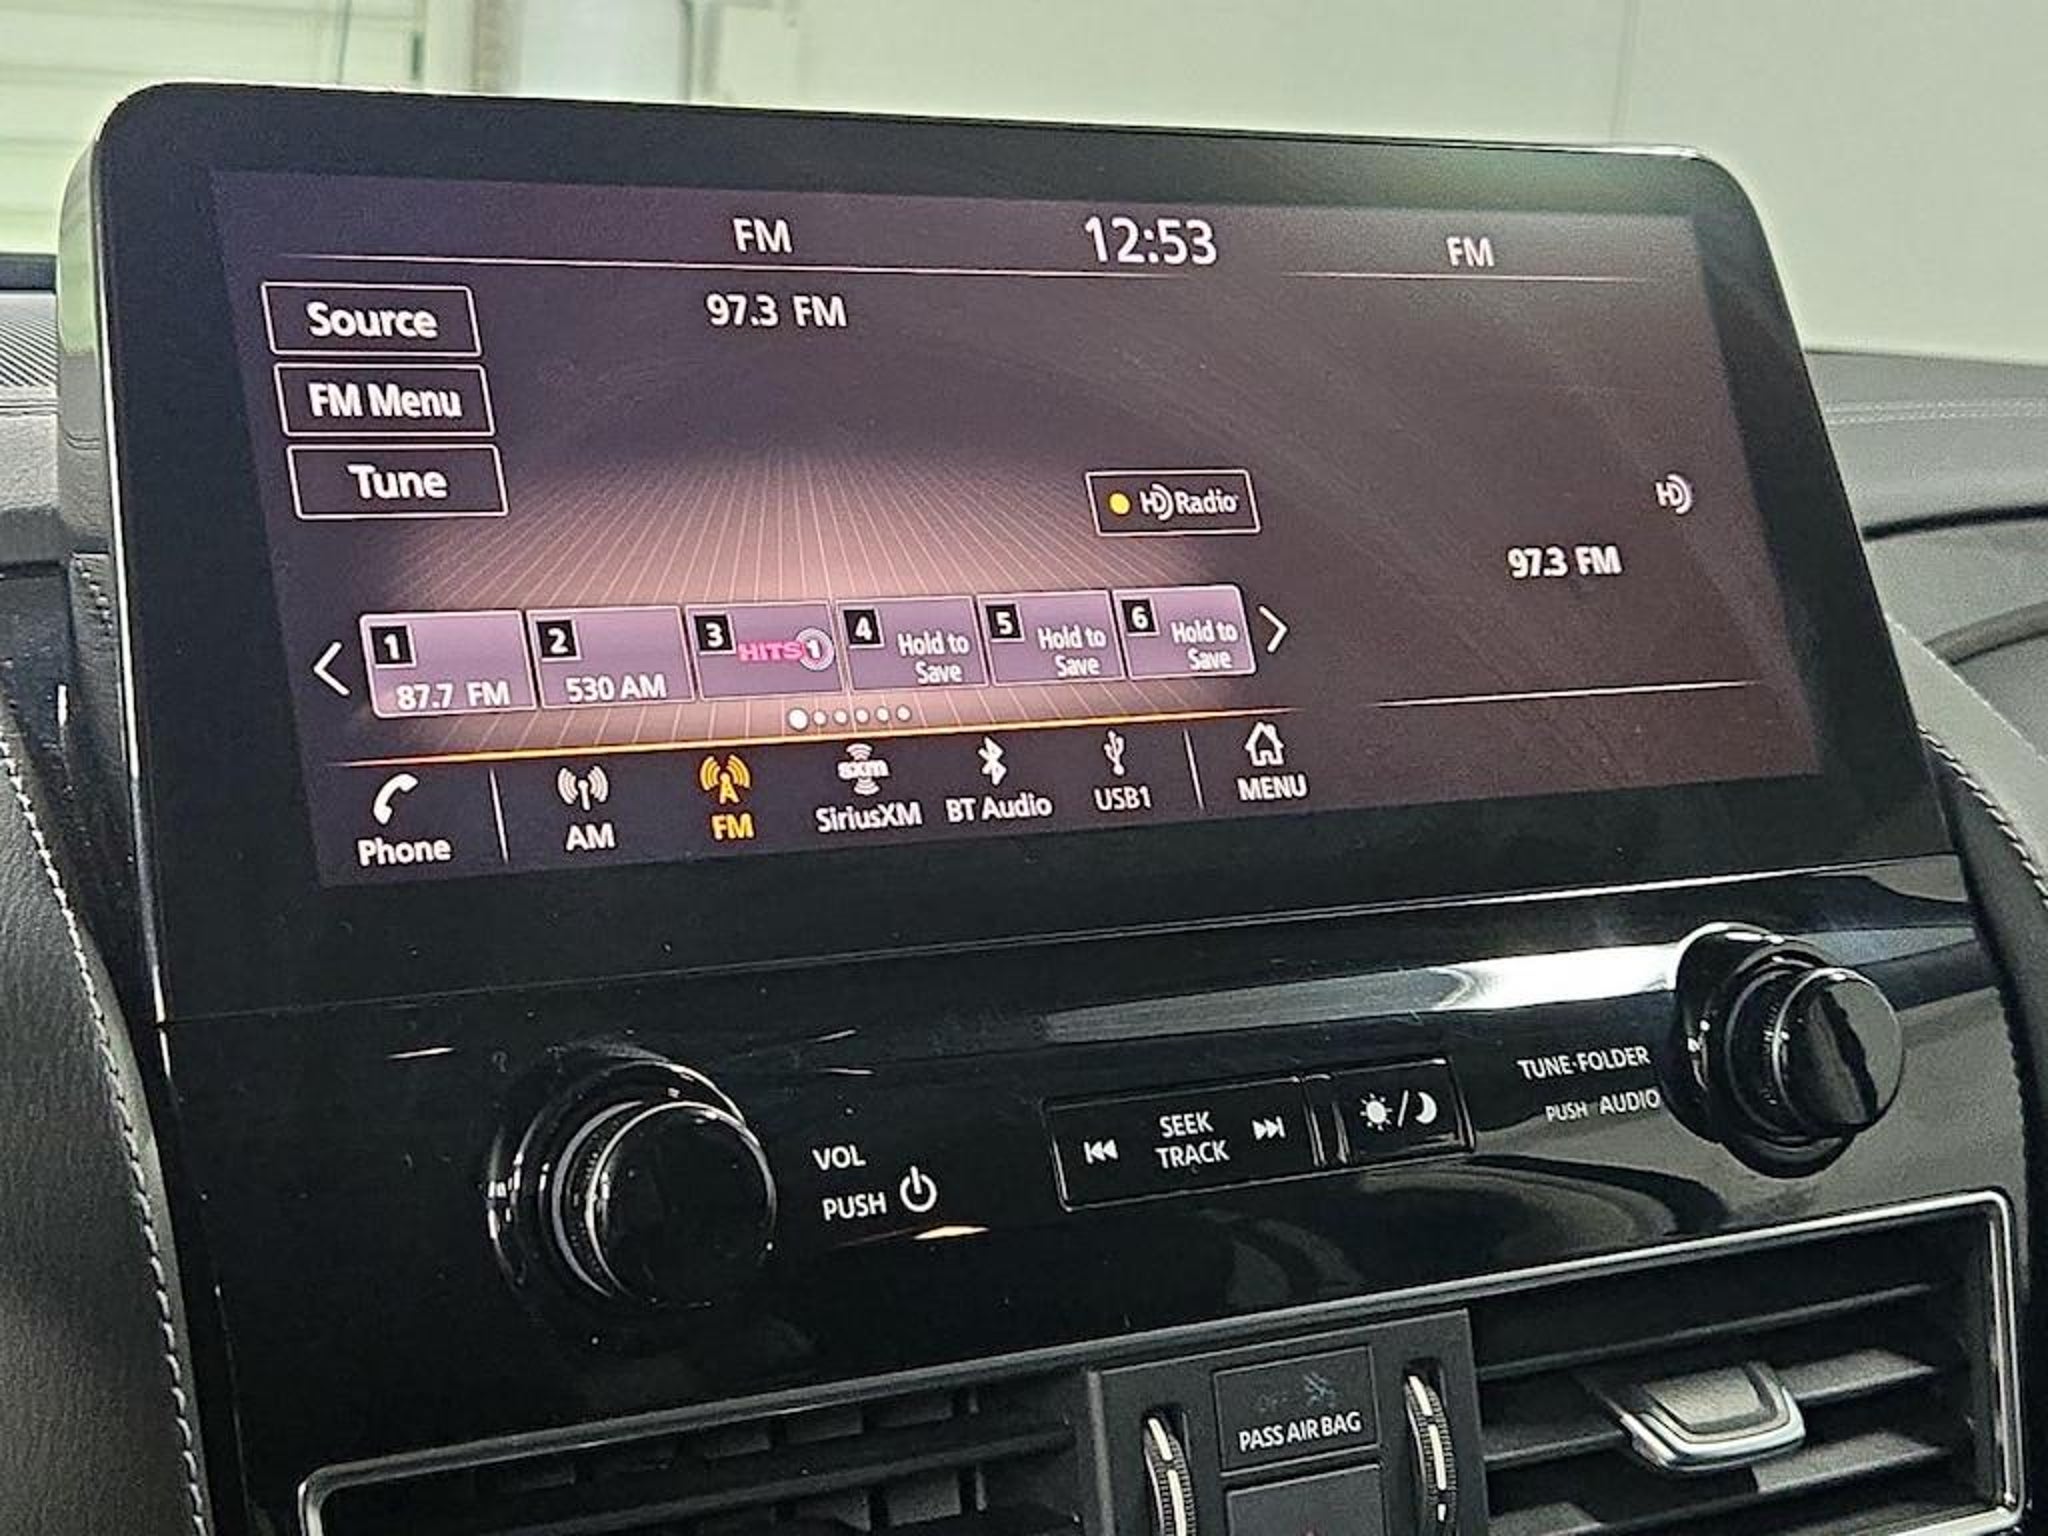 FM 12:53 FM
Source
97.3 FM
FM Menu
Tune
HD Radio
HD
97.3 FM
1 87.7 FM
2 530 AM
3 HITS 1
4 Hold to
Save
5 Hold to
Save
6 Hold to
Save
Phone
AM
FM
sxm
SiriusXM
BT Audio
USB1
MENU
VOL
PUSH
SEEK
TRACK
TUNE·FOLDER
PUSH AUDIO
PASS AIR BAG